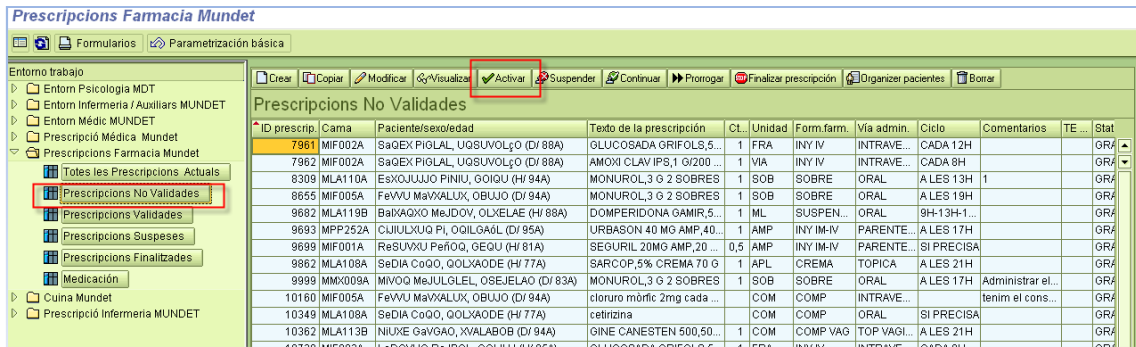 Prescripcions Farmacia Mundet
Formularios Parametrización básica
Entorno trabajo
Entorn Psicologia MDT
Entorn Infermeria / Auxiliars MUNDET
Entorn Médic MUNDET
Prescripció Médica Mundet
Prescripcions Farmacia Mundet
Totes les Prescripcions Actuals
Prescripcions No Validades
Prescripcions Validades
Prescripcions Suspeses
Prescripcions Finalitzades
Medicación
Cuina Mundet
Prescripció Infermeria MUNDET
Crear Copiar Modificar Visualizar Activar Suspender Continuar Prorrogar Finalizar prescripción Organizar pacientes Borrar
Prescripcions No Validades
ID prescrip. Cama Paciente/sexo/edad Texto de la prescripción Ct... Unidad Form.farm. Vía admin. Ciclo Comentarios TE ... Stat
7961 MIF002A SaQEX PiGLAL, UQSUVOLçO (D/ 88A) GLUCOSADA GRIFOLS,5... 1 FRA INY IV INTRAVE... CADA 12H GRA
7962 MIF002A SaQEX PiGLAL, UQSUVOLçO (D/ 88A) AMOXI CLAV IPS,1 G/200 ... 1 VIA INY IV INTRAVE... CADA 8H GRA
8309 MLA110A EsXOJUJJO PiNIU, GOIQU (H/ 94A) MONUROL,3 G 2 SOBRES 1 SOB SOBRE ORAL A LES 13H 1 GRA
8655 MIF005A FeVVU MaVXALUX, OBUJO (D/ 94A) MONUROL,3 G 2 SOBRES 1 SOB SOBRE ORAL A LES 19H GRA
9682 MLA119B BalXAQXO MeJDOV, OLXELAE (H/ 88A) DOMPERIDONA GAMIR,5... 1 ML SUSPEN... ORAL 9H-13H-1... GRA
9693 MPP252A CiJIULXUQ Pi, OQILGAóL (D/ 95A) URBASON 40 MG AMP,40... 1 AMP INY IM-IV PARENTE... A LES 17H GRA
9699 MIF001A ReSUVXU PeñOQ, GEQU (H/ 81A) SEGURIL 20MG AMP,20 ... 0,5 AMP INY IM-IV PARENTE... SI PRECISA GRA
9862 MLA108A SeDIA CoQO, QOLXAODE (H/ 77A) SARCOP,5% CREMA 70 G 1 APL CREMA TOPICA A LES 21H GRA
9999 MMX009A MiVOQ MeJULGLEL, OSEJELAO (D/ 83A) MONUROL,3 G 2 SOBRES 1 SOB SOBRE ORAL A LES 17H Administrar el... GRA
10160 MIF005A FeVVU MaVXALUX, OBUJO (D/ 94A) cloruro mòrfic 2mg cada ... COM COMP INTRAVE... tenim el cons... GRA
10349 MLA108A SeDIA CoQO, QOLXAODE (H/ 77A) cetirizina COM COMP ORAL SI PRECISA GRA
10362 MLA113B NiUXE GaVGAO, XVALABOB (D/ 94A) GINE CANESTEN 500,50... 1 COM COMP VAG TOP VAGI... A LES 21H GRA